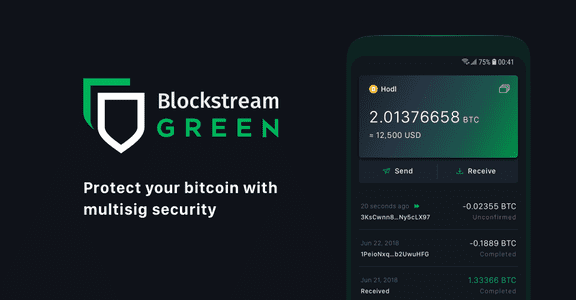 Blockstream
GREEN
Protect your bitcoin with
multisig security
75% 00:41
Hodl
2.01376658 BTC
≈ 12,500 USD
Send Receive
20 seconds ago -0.02355 BTC
3KsCwnn8...Ny5cLX97 Unconfirmed
Jun 22, 2018 -0.1889 BTC
1PeioNxq...b2UwuHFG Completed
Jun 21, 2018 1.33366 BTC
Received Completed